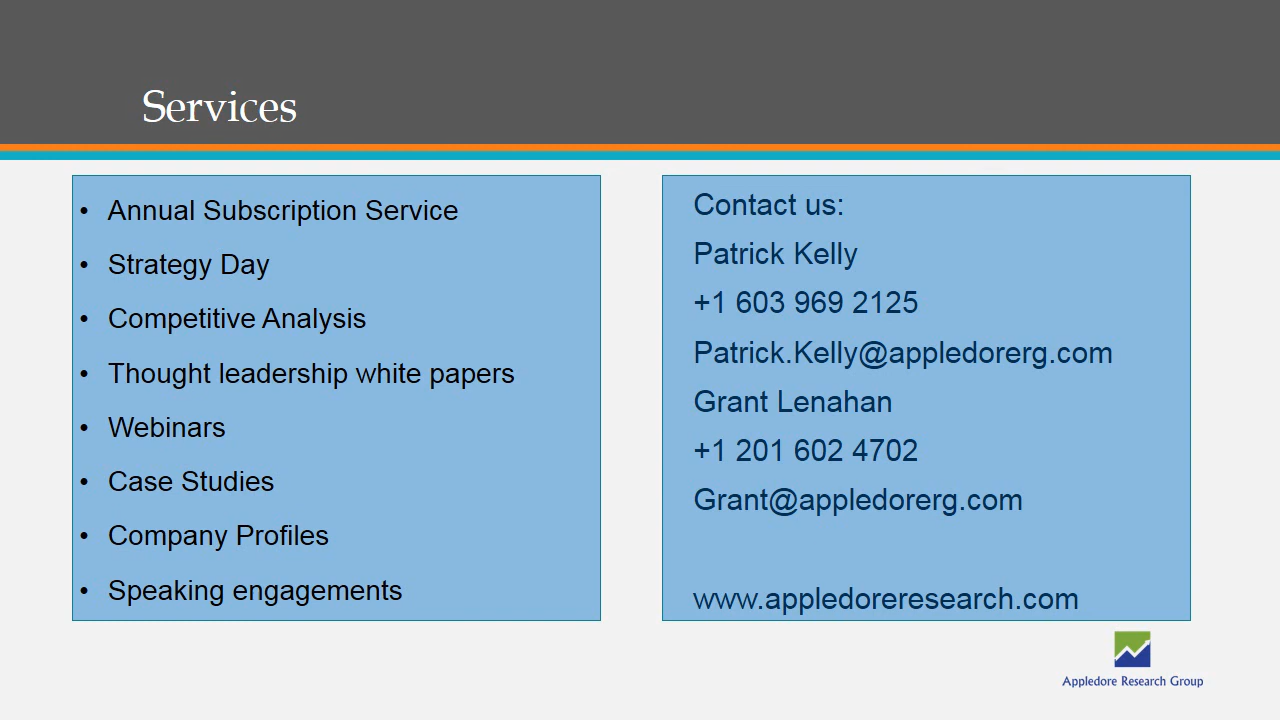 Services
• Annual Subscription Service
• Strategy Day
• Competitive Analysis
• Thought leadership white papers
• Webinars
• Case Studies
• Company Profiles
• Speaking engagements
Contact us:
Patrick Kelly
+1 603 969 2125
Patrick.Kelly@appledorerg.com
Grant Lenahan
+1 201 602 4702
Grant@appledorerg.com
www.appledoreresearch.com
Appledore Research Group